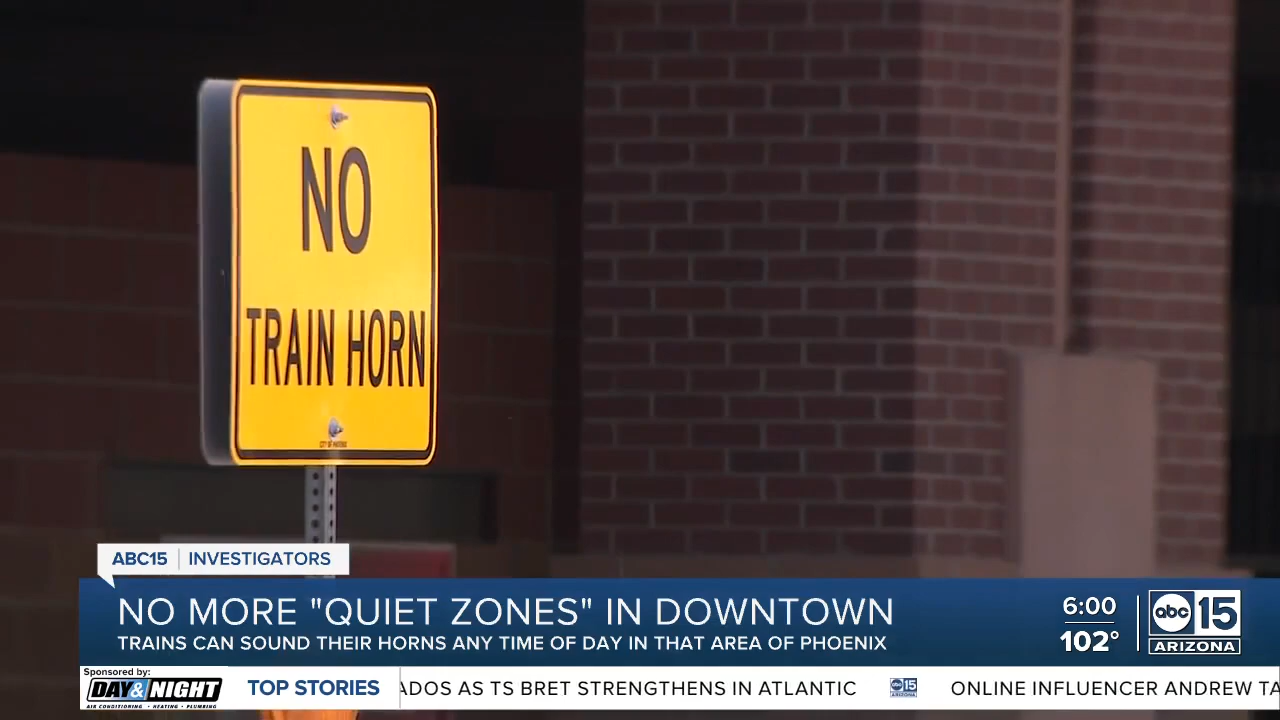 NO
TRAIN HORN
ABC15 | INVESTIGATORS
NO MORE "QUIET ZONES" IN DOWNTOWN
TRAINS CAN SOUND THEIR HORNS ANY TIME OF DAY IN THAT AREA OF PHOENIX
6:00
102°
abc 15
ARIZONA
Sponsored by:
DAY & NIGHT
AIR CONDITIONING • HEATING • PLUMBING
TOP STORIES
ADOS AS TS BRET STRENGTHENS IN ATLANTIC abc 15 ONLINE INFLUENCER ANDREW TA